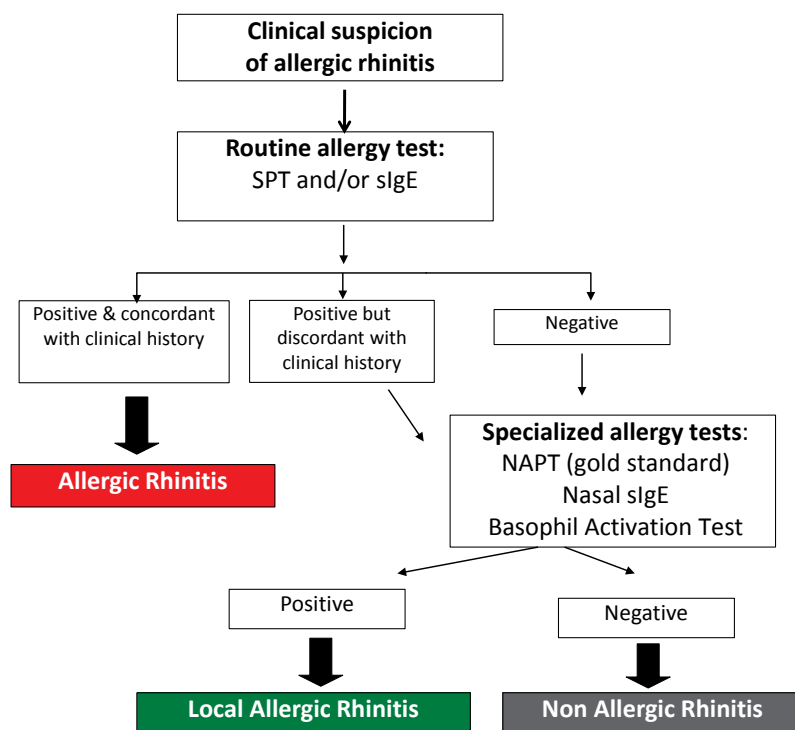 Clinical suspicion
of allergic rhinitis
Routine allergy test:
SPT and/or sIgE
Positive & concordant
with clinical history
Positive but
discordant with
clinical history
Negative
Allergic Rhinitis
Specialized allergy tests:
NAPT (gold standard)
Nasal sIgE
Basophil Activation Test
Positive
Negative
Local Allergic Rhinitis
Non Allergic Rhinitis